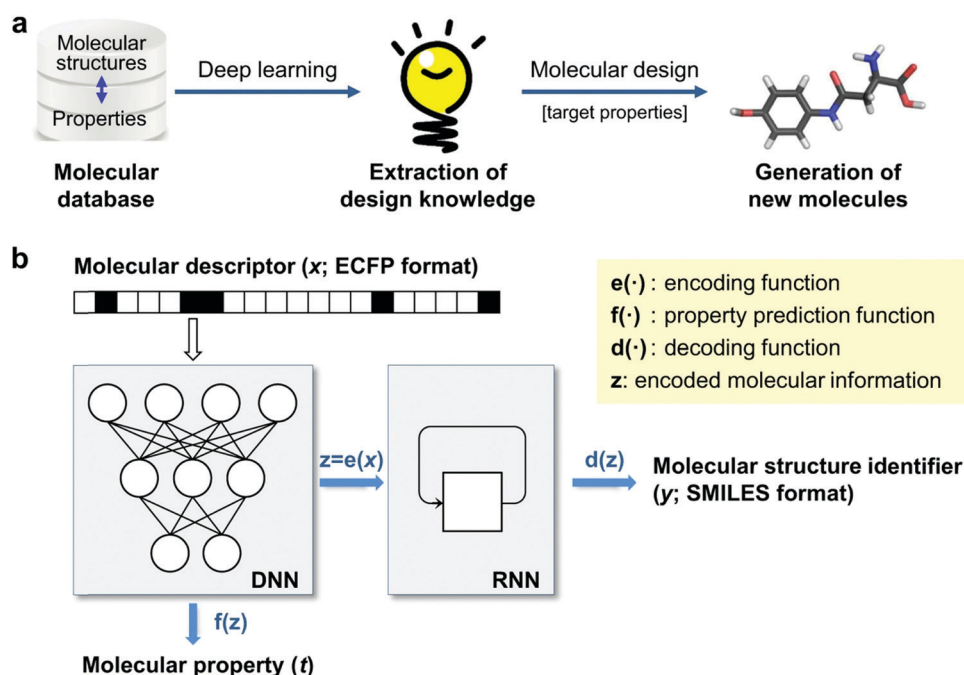 a
Molecular
structures
Properties
Molecular
database
Deep learning
Extraction of
design knowledge
Molecular design
[target properties]
Generation of
new molecules
b
Molecular descriptor (x; ECFP format)
e(·) : encoding function
f(·) : property prediction function
d(·) : decoding function
z: encoded molecular information
DNN
z=e(x)
RNN
d(z)
Molecular structure identifier
(y; SMILES format)
f(z)
Molecular property (t)